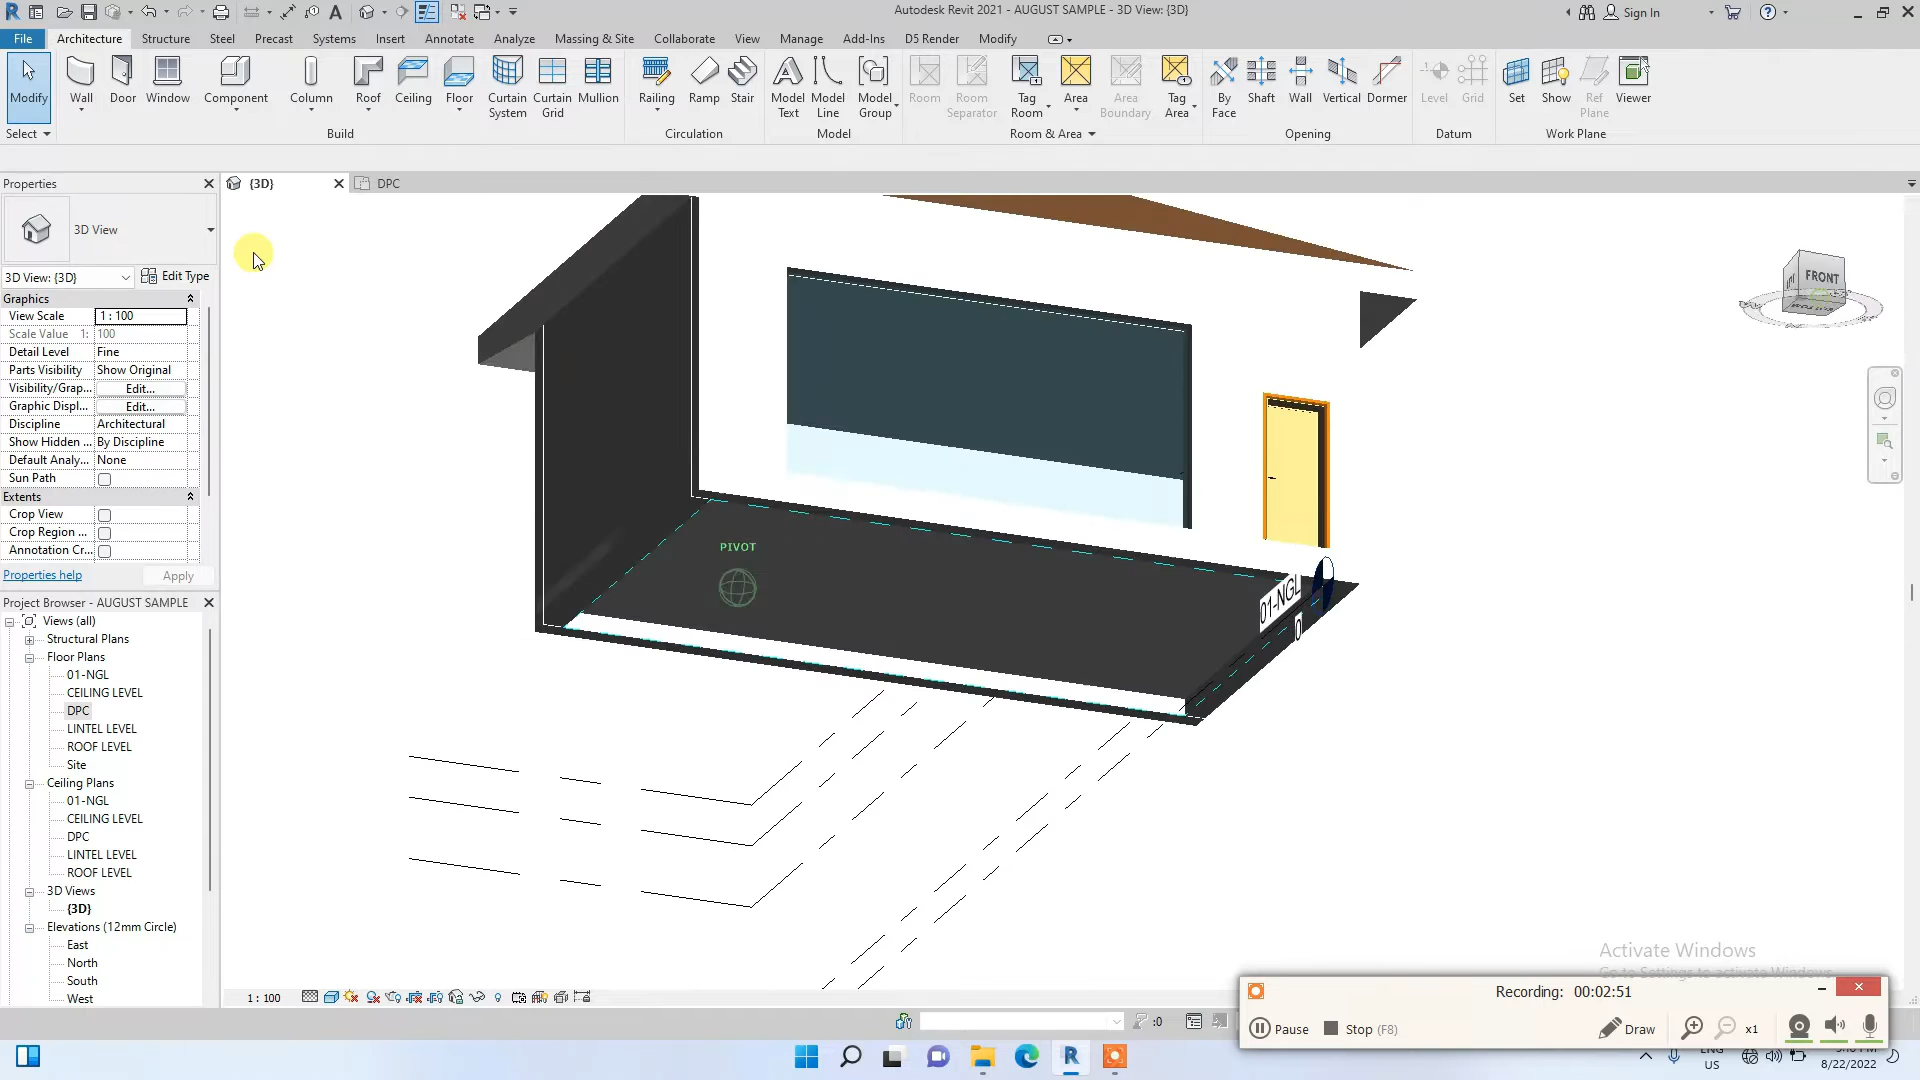 Autodesk Revit 2021 - AUGUST SAMPLE - 3D View: {3D}
Sign In
File Architecture Structure Steel Precast Systems Insert Annotate Analyze Massing & Site Collaborate View Manage Add-Ins D5 Render Modify
Modify Wall Door Window Component Column Roof Ceiling Floor Curtain System Curtain Grid Mullion Railing Ramp Stair Model Text Model Line Model Group Room Room Separator Tag Room Area Area Boundary Tag Area By Face Shaft Wall Vertical Dormer Level Grid Set Show Ref Plane Viewer
Select Build Circulation Model Room & Area Opening Datum Work Plane
Properties
{3D}
DPC
3D View
3D View: {3D}
Edit Type
Graphics
View Scale 1 : 100
Scale Value 1: 100
Detail Level Fine
Parts Visibility Show Original
Visibility/Grap... Edit...
Graphic Displ... Edit...
Discipline Architectural
Show Hidden ... By Discipline
Default Analy... None
Sun Path
Extents
Crop View
Crop Region ...
Annotation Cr...
Properties help
Apply
Project Browser - AUGUST SAMPLE
Views (all)
Structural Plans
Floor Plans
01-NGL
CEILING LEVEL
DPC
LINTEL LEVEL
ROOF LEVEL
Site
Ceiling Plans
01-NGL
CEILING LEVEL
DPC
LINTEL LEVEL
ROOF LEVEL
3D Views
{3D}
Elevations (12mm Circle)
East
North
South
West
FRONT
PIVOT
01-NGL
0
1 : 100
:0
Activate Windows
Go to Settings to activate Windows.
Recording: 00:02:51
Pause
Stop (F8)
Draw
x1
ENG
US
8/22/2022